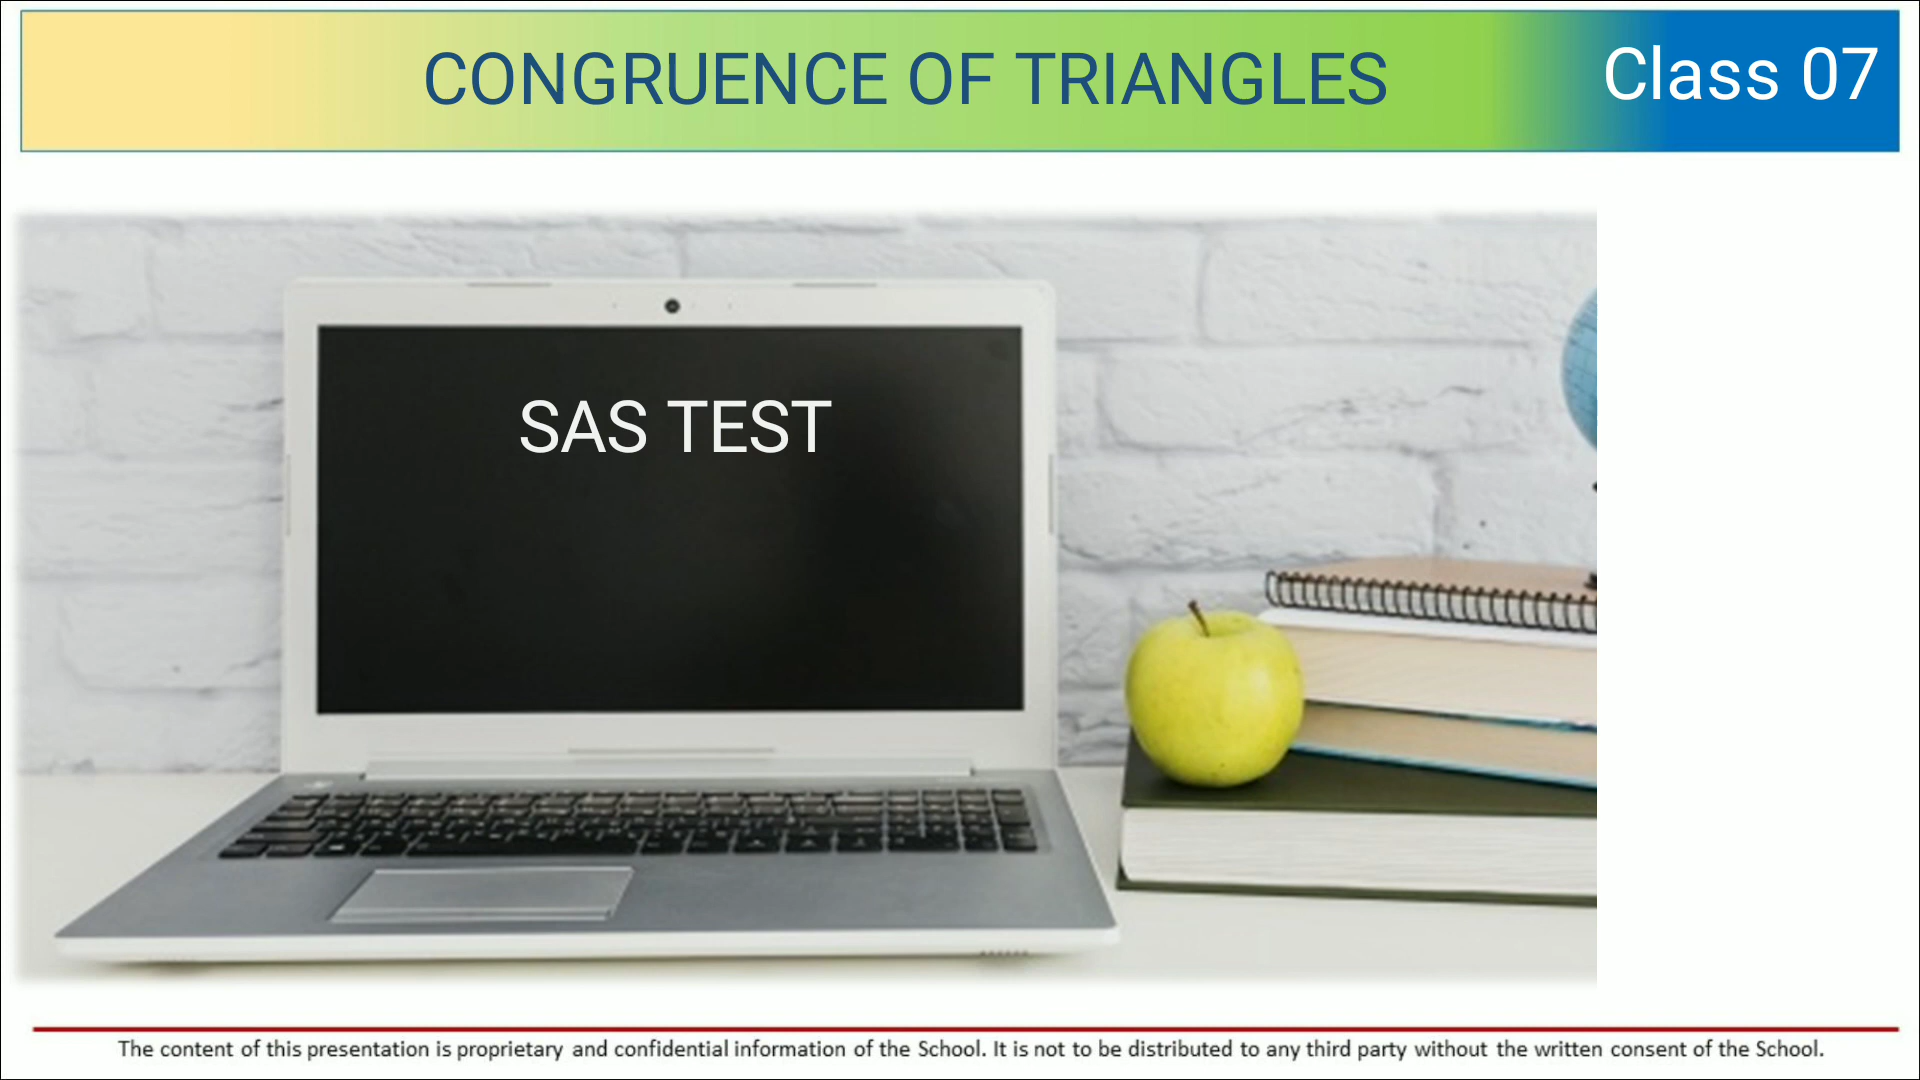 CONGRUENCE OF TRIANGLES
Class 07
SAS TEST
The content of this presentation is proprietary and confidential information of the School. It is not to be distributed to any third party without the written consent of the School.